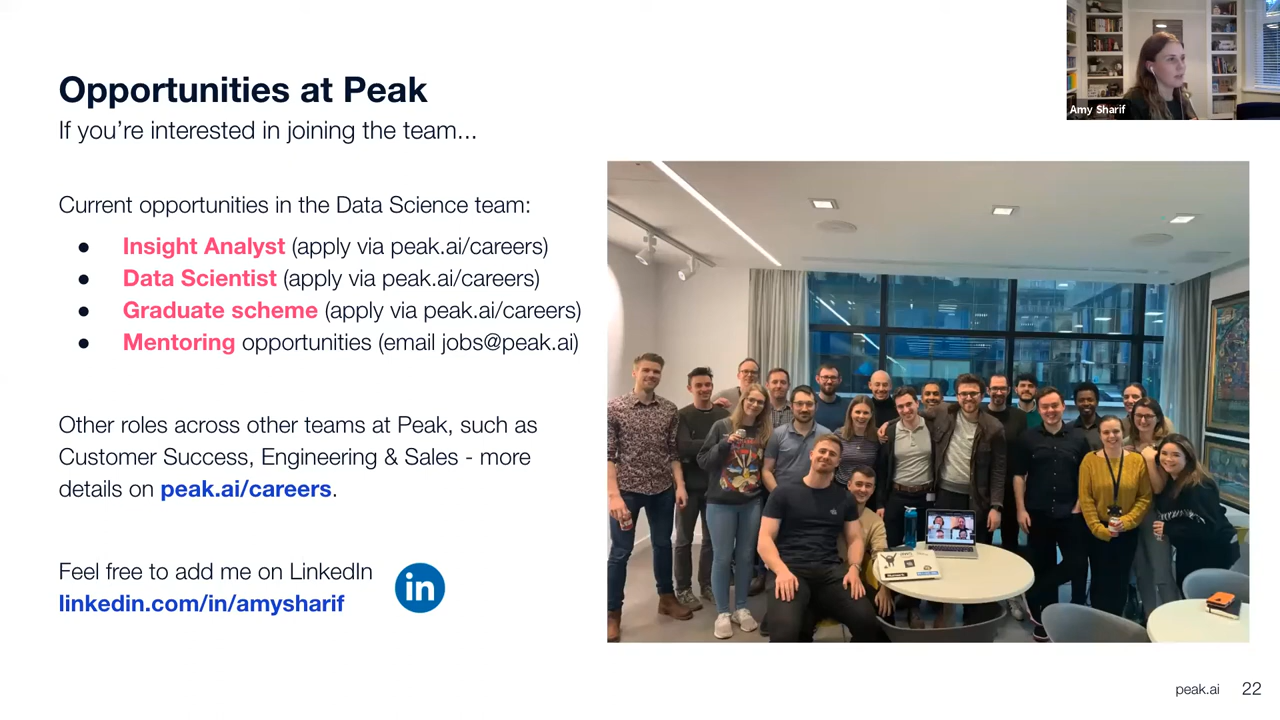 Opportunities at Peak
If you're interested in joining the team...
Amy Sharif
Current opportunities in the Data Science team:
● Insight Analyst (apply via peak.ai/careers)
● Data Scientist (apply via peak.ai/careers)
● Graduate scheme (apply via peak.ai/careers)
● Mentoring opportunities (email jobs@peak.ai)
Other roles across other teams at Peak, such as
Customer Success, Engineering & Sales - more
details on peak.ai/careers.
Feel free to add me on LinkedIn
linkedin.com/in/amysharif
in
peak.ai 22